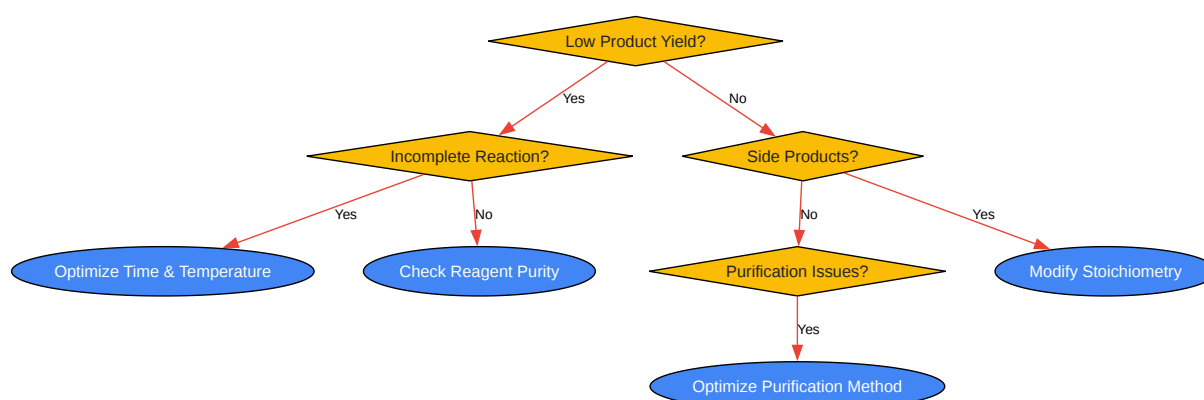 Low Product Yield?
Yes
No
Incomplete Reaction?
Side Products?
Yes
No
No
Yes
Optimize Time & Temperature
Check Reagent Purity
Purification Issues?
Modify Stoichiometry
Yes
Optimize Purification Method